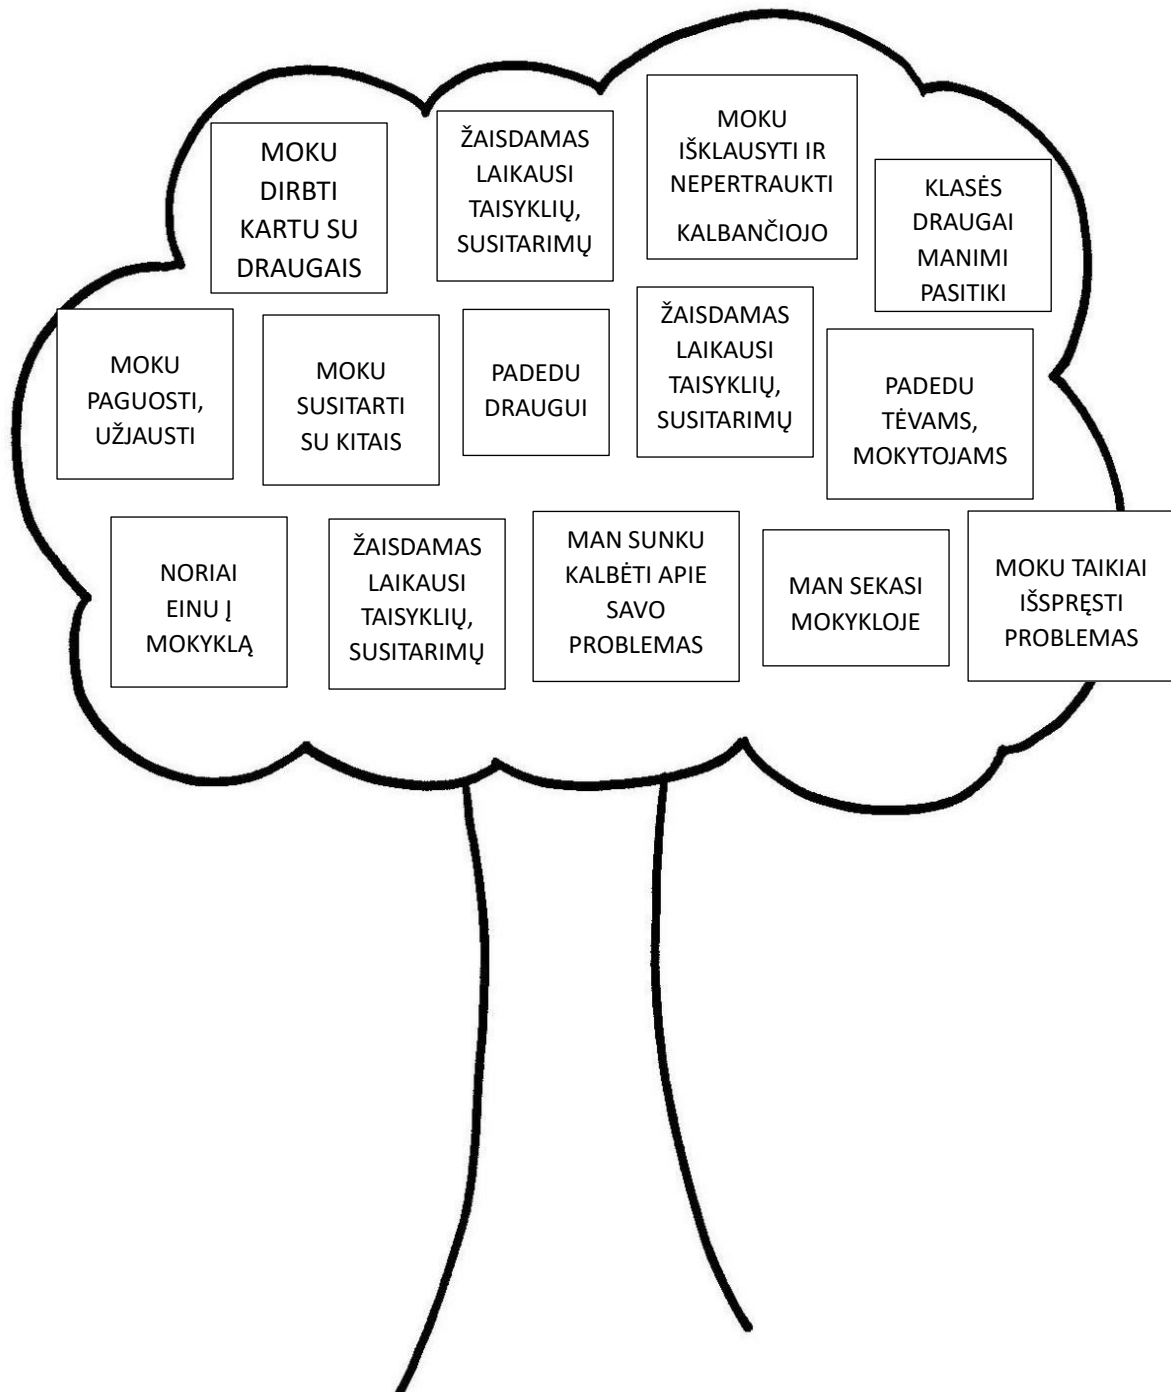 MOKU
DIRBTI
KARTU SU
DRAUGAIS
ŽAISDAMAS
LAIKAUSI
TAISYKLIŲ,
SUSITARIMŲ
MOKU
IŠKLAUSYTI IR
NEPERTRAUKTI
KALBANČIOJO
KLASĖS
DRAUGAI
MANIMI
PASITIKI
MOKU
PAGUOSTI,
UŽJAUSTI
MOKU
SUSITARTI
SU KITAIS
PADEDU
DRAUGUI
ŽAISDAMAS
LAIKAUSI
TAISYKLIŲ,
SUSITARIMŲ
PADEDU
TĖVAMS,
MOKYTOJAMS
NORIAI
EINU Į
MOKYKLĄ
ŽAISDAMAS
LAIKAUSI
TAISYKLIŲ,
SUSITARIMŲ
MAN SUNKU
KALBĖTI APIE
SAVO
PROBLEMAS
MAN SEKASI
MOKYKLOJE
MOKU TAIKIAI
IŠSPRĘSTI
PROBLEMAS